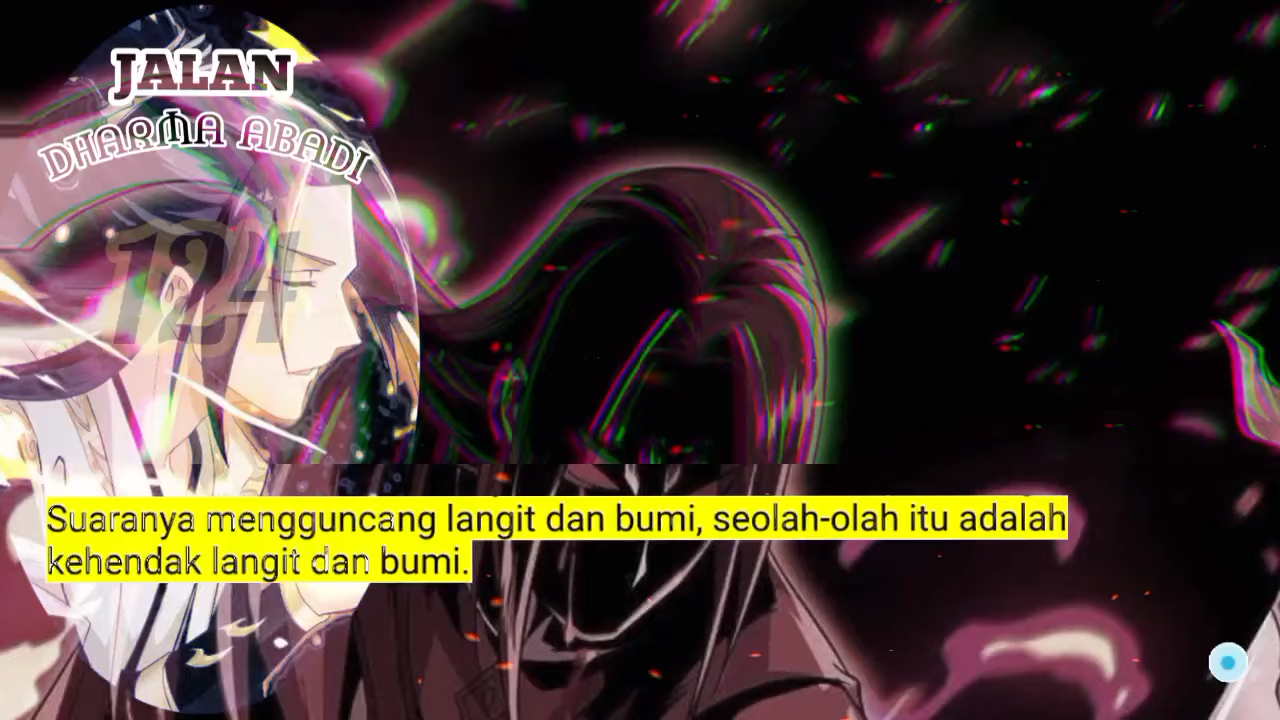 JALAN
DHARMA ABADI
124
Suaranya mengguncang langit dan bumi, seolah-olah itu adalah
kehendak langit dan bumi.